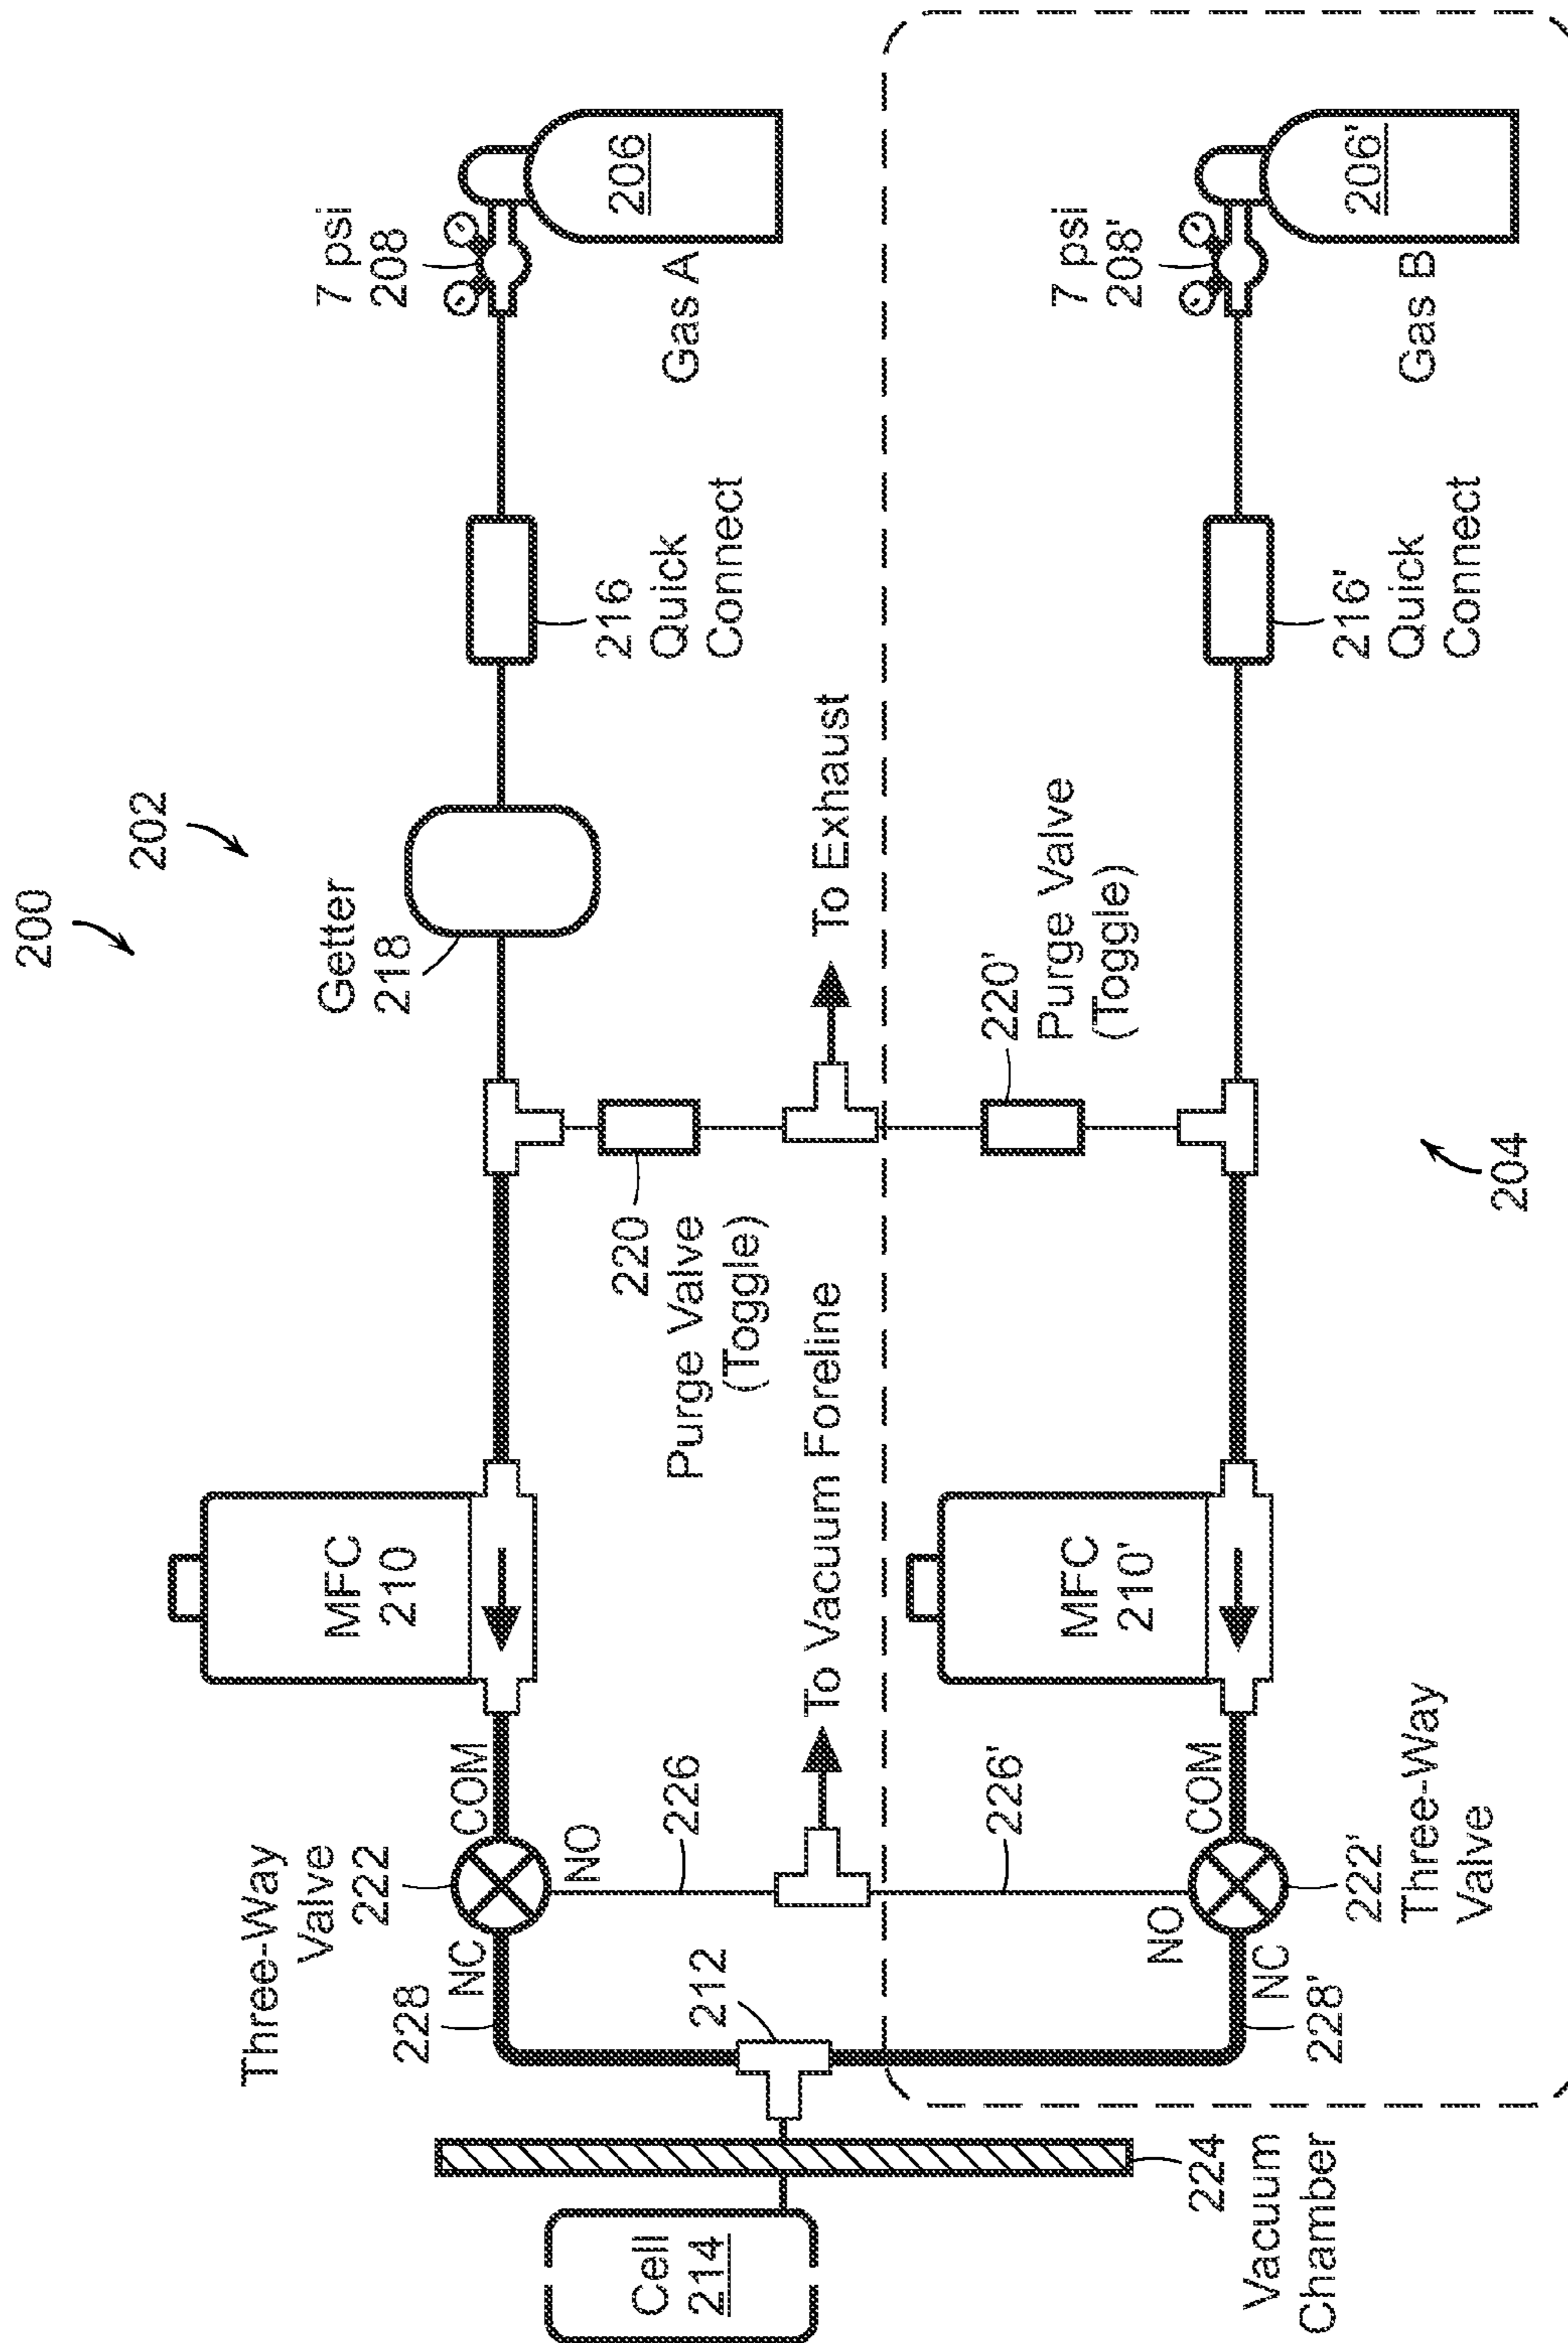 200
202
Three-Way
Valve
222
NC
COM
NO
228
MFC
210
Getter
218
7 psi
208
206
Gas A
216
Quick
Connect
220
Purge Valve
(Toggle)
226
212
To Vacuum Foreline
To Exhaust
Cell
214
224
Vacuum
Chamber
226'
NO
NC
COM
228'
222'
Three-Way
Valve
MFC
210'
220'
Purge Valve
(Toggle)
216'
Quick
Connect
7 psi
208'
206'
Gas B
204